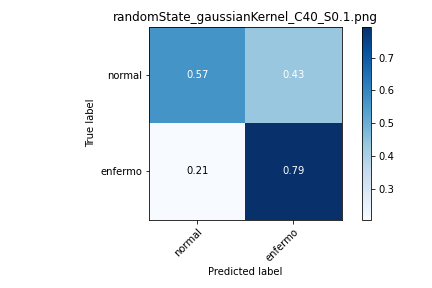 randomState_gaussianKernel_C40_S0.1.png
normal
0.57
0.43
enfermo
0.21
0.79
True label
normal
enfermo
Predicted label
0.7
0.6
0.5
0.4
0.3